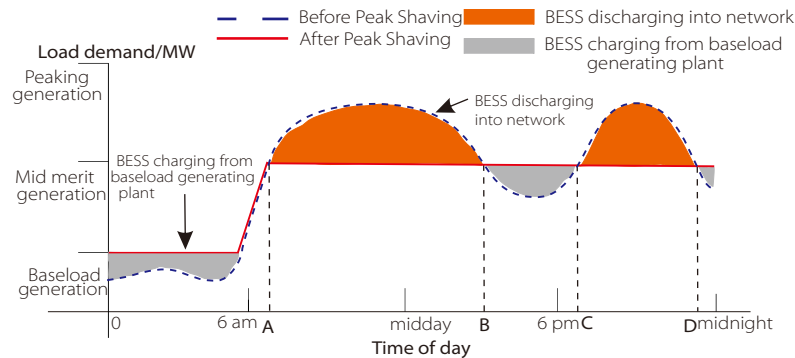 Before Peak Shaving
After Peak Shaving
BESS discharging into network
BESS charging from baseload
generating plant
Load demand/MW
Peaking
generation
BESS discharging
into network
BESS charging from
baseload generating
plant
Mid merit
generation
Baseload
generation
0
6 am
A
midday
B
6 pm
C
D
midnight
Time of day